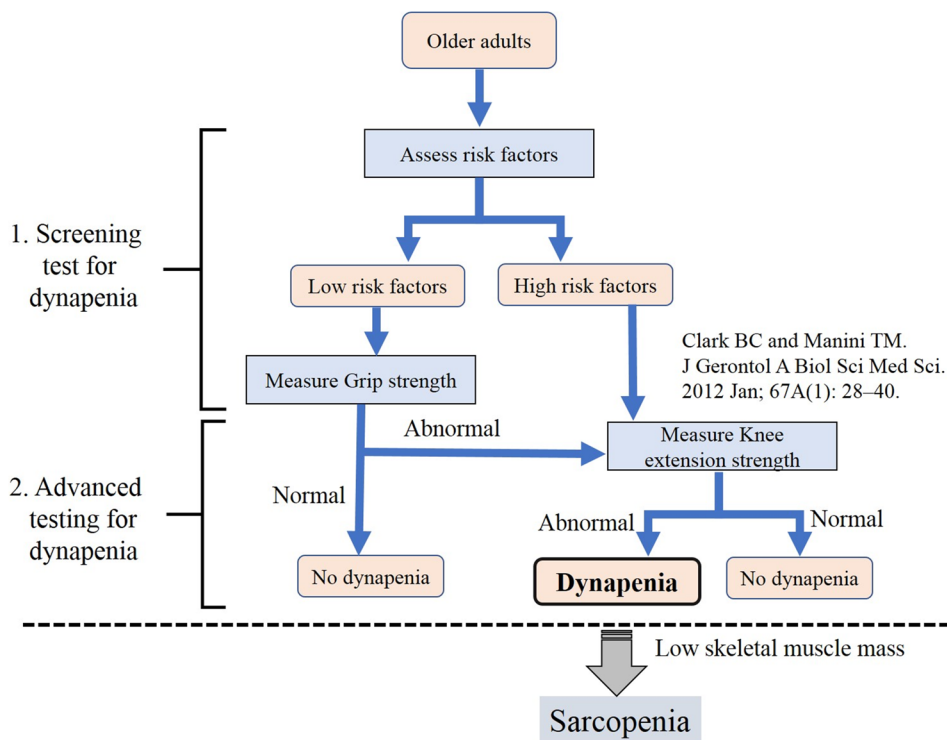 Older adults
Assess risk factors
1. Screening
test for
dynapenia
Low risk factors
High risk factors
Clark BC and Manini TM.
J Gerontol A Biol Sci Med Sci.
2012 Jan; 67A(1): 28–40.
Measure Grip strength
Abnormal
Measure Knee
extension strength
2. Advanced
testing for
dynapenia
Normal
Abnormal
Normal
No dynapenia
Dynapenia
No dynapenia
Low skeletal muscle mass
Sarcopenia